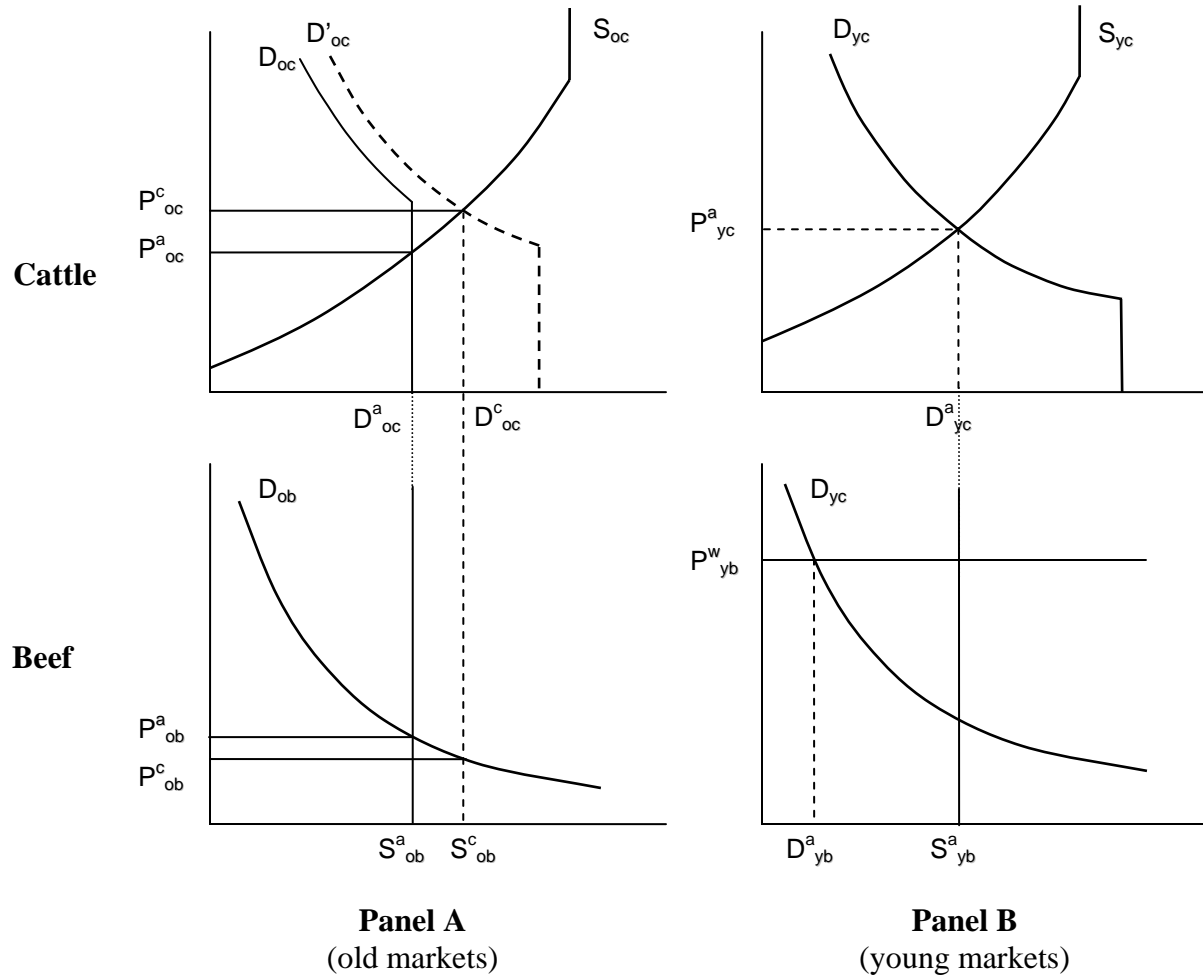 D'oc
Doc
Soc
Pcoc
Paoc
Cattle
Daoc
Dcoc
Dyc
Syc
Payc
Dayc
Dob
Beef
Paob
Pcob
Saob
Scob
Dyc
Pwyb
Dayb
Sayb
Panel A
(old markets)
Panel B
(young markets)